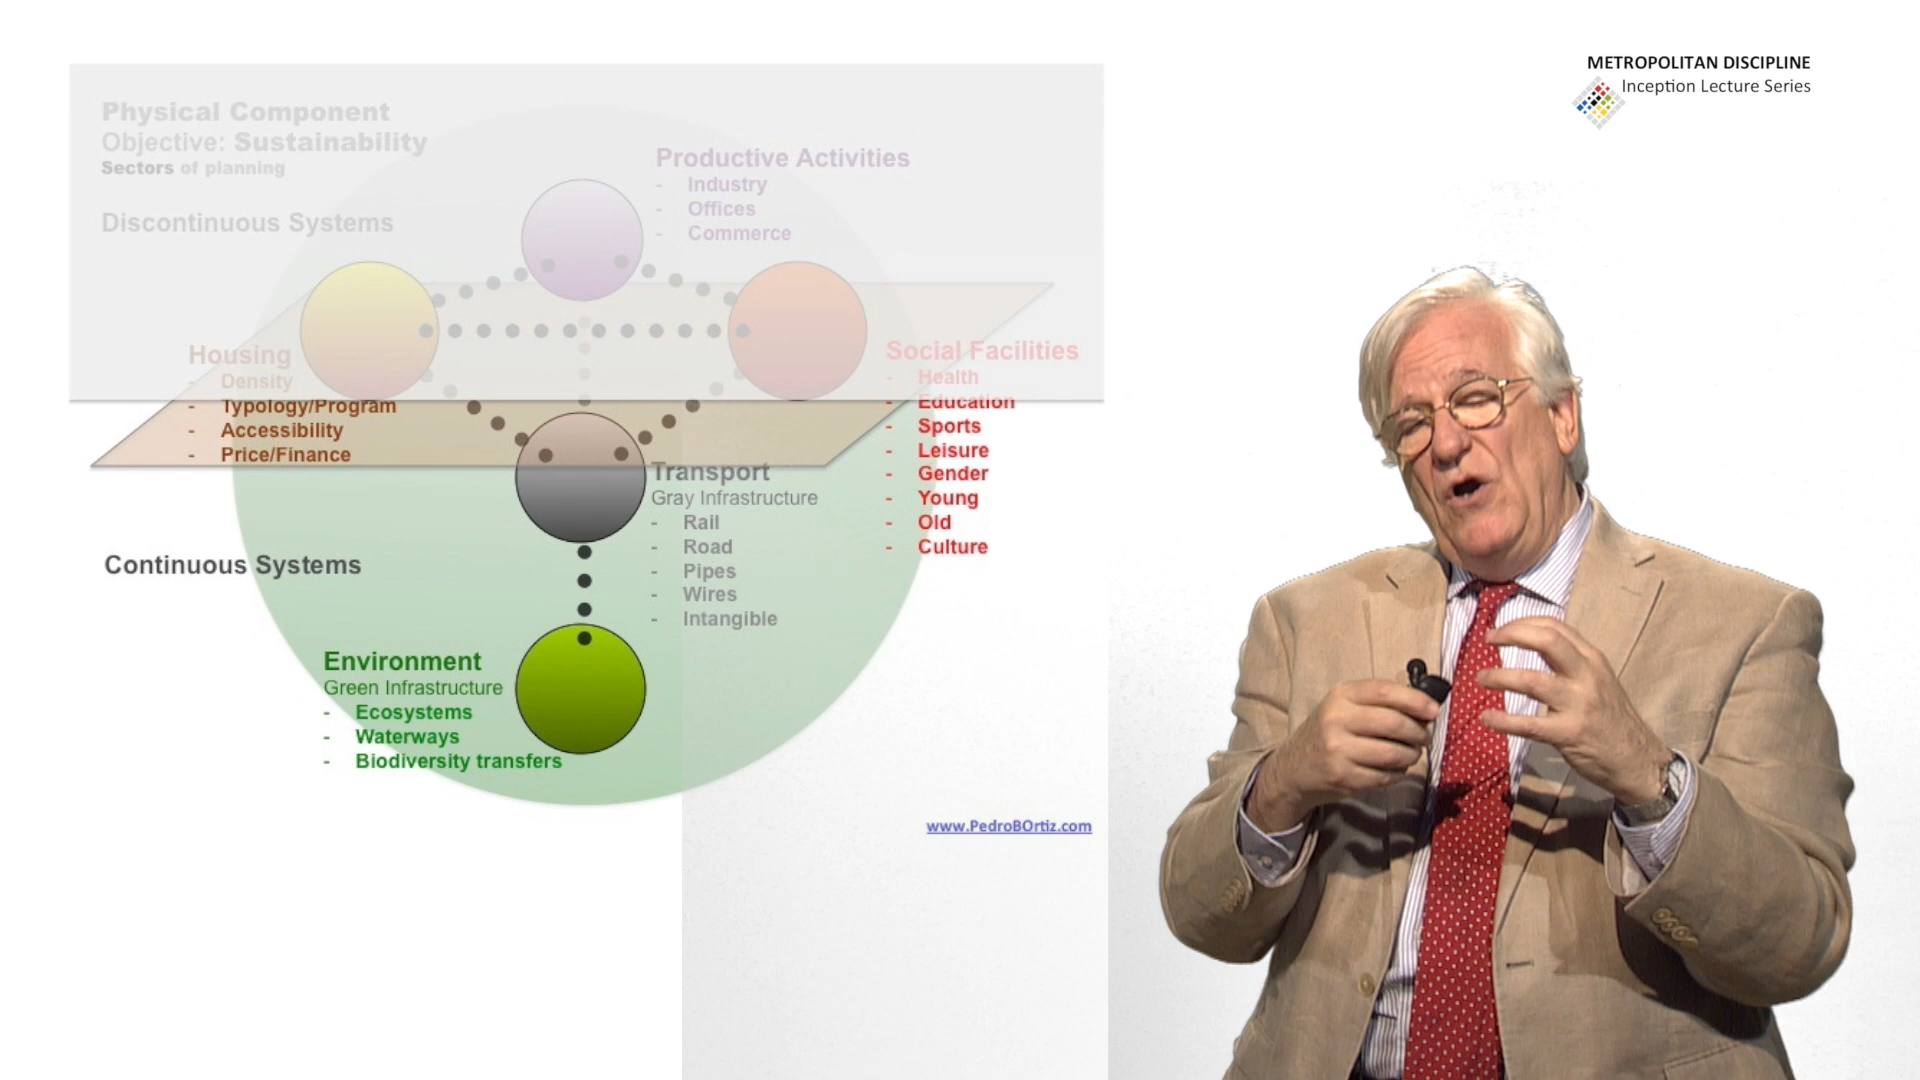 METROPOLITAN DISCIPLINE
Inception Lecture Series
Physical Component
Objective: Sustainability
Sectors of planning
Discontinuous Systems
Productive Activities
- Industry
- Offices
- Commerce
Housing
- Density
- Typology/Program
- Accessibility
- Price/Finance
Social Facilities
- Health
- Education
- Sports
- Leisure
- Gender
- Young
- Old
- Culture
Transport
Gray Infrastructure
- Rail
- Road
- Pipes
- Wires
- Intangible
Continuous Systems
Environment
Green Infrastructure
- Ecosystems
- Waterways
- Biodiversity transfers
www.PedroBOrtiz.com